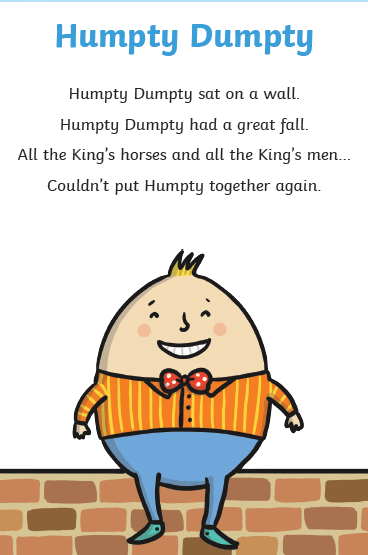 Humpty Dumpty
Humpty Dumpty sat on a wall.
Humpty Dumpty had a great fall.
All the King’s horses and all the King’s men...
Couldn’t put Humpty together again.